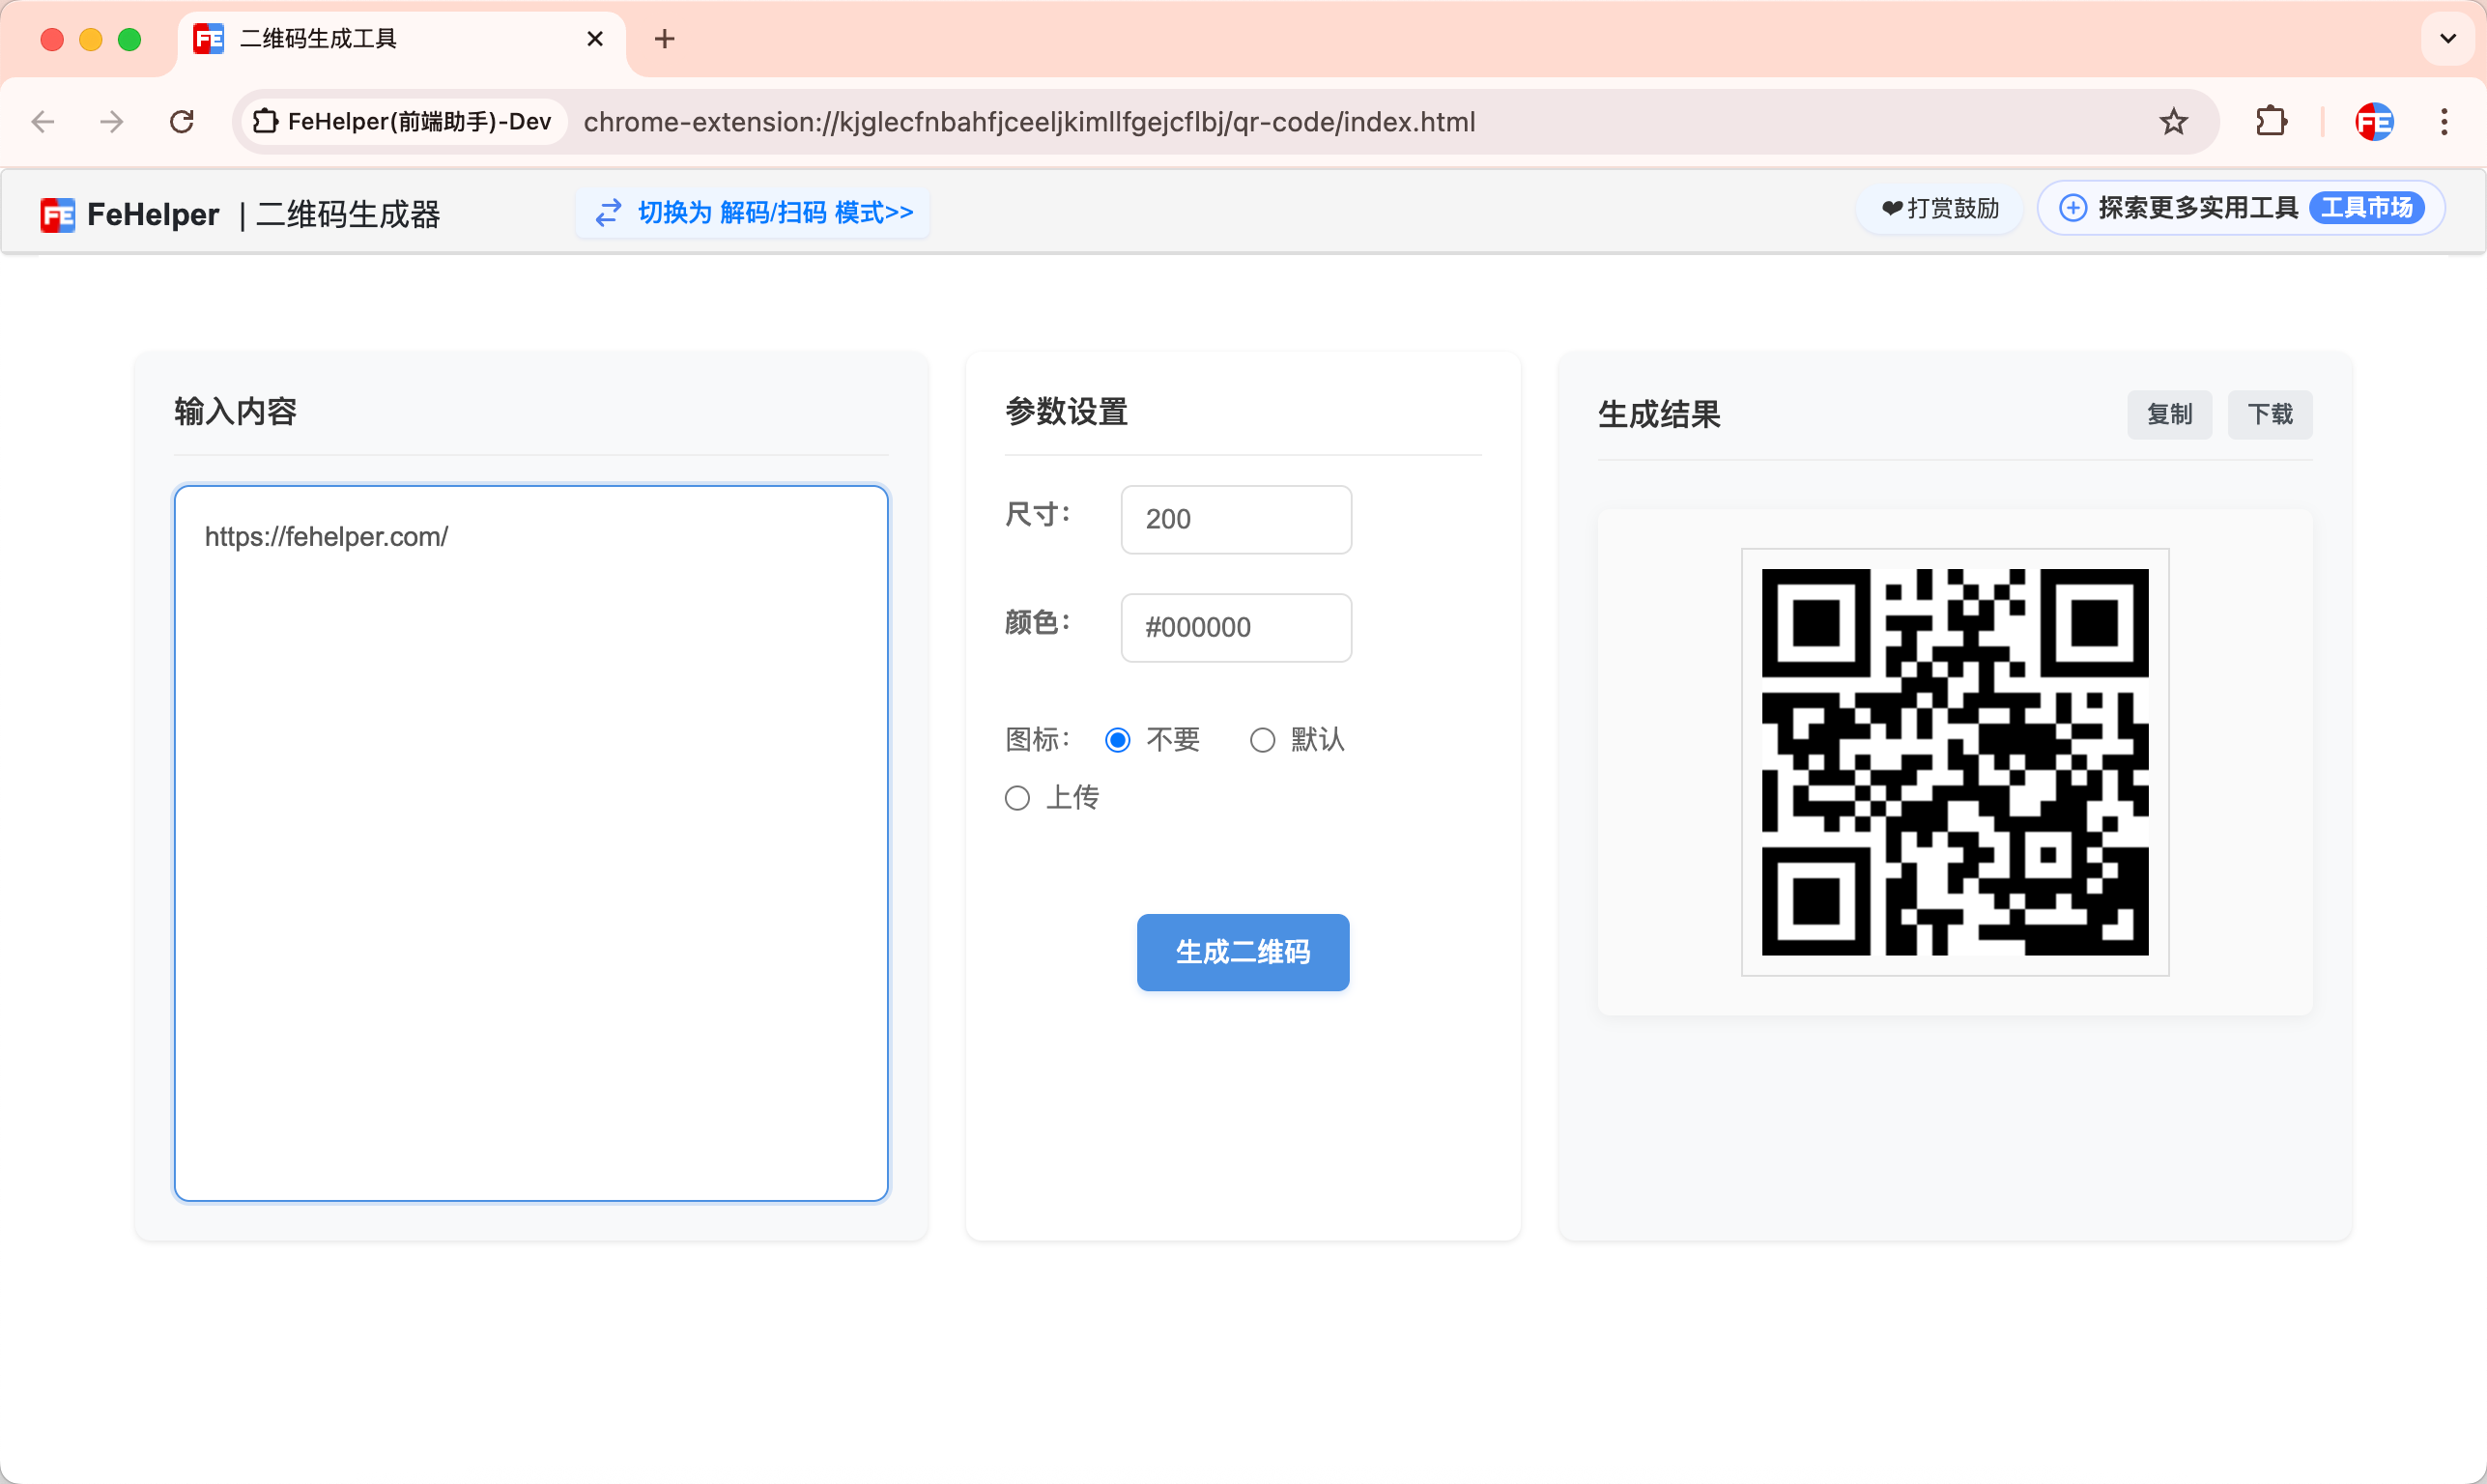 FE 二维码生成工具
FeHelper(前端助手)-Dev chrome-extension://kjglecfnbahfjceeljkimllfgejcflbj/qr-code/index.html FE
FE FeHelper | 二维码生成器 切换为 解码/扫码 模式>> ❤打赏鼓励 探索更多实用工具 工具市场
输入内容
https://fehelper.com/
参数设置
尺寸: 200
颜色: #000000
图标: 不要 默认
上传
生成二维码
生成结果 复制 下载